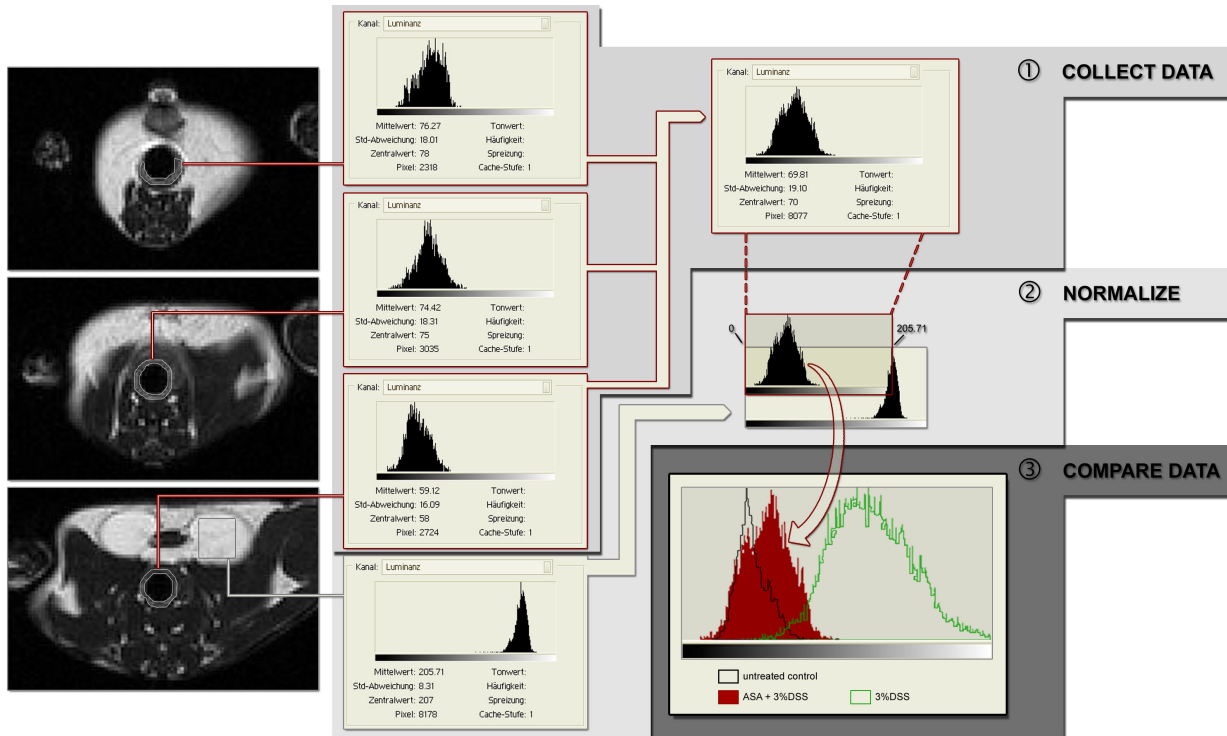 Kanal: Luminanz
Mittelwert: 76.27 Tonwert:
Std-Abweichung: 18.01 Häufigkeit:
Zentralwert: 78 Spreizung:
Pixel: 2318 Cache-Stufe: 1
Kanal: Luminanz
Mittelwert: 74.42 Tonwert:
Std-Abweichung: 18.31 Häufigkeit:
Zentralwert: 75 Spreizung:
Pixel: 3035 Cache-Stufe: 1
Kanal: Luminanz
Mittelwert: 59.12 Tonwert:
Std-Abweichung: 16.09 Häufigkeit:
Zentralwert: 58 Spreizung:
Pixel: 2724 Cache-Stufe: 1
Kanal: Luminanz
Mittelwert: 205.71 Tonwert:
Std-Abweichung: 8.31 Häufigkeit:
Zentralwert: 207 Spreizung:
Pixel: 8178 Cache-Stufe: 1
① COLLECT DATA
Kanal: Luminanz
Mittelwert: 69.81 Tonwert:
Std-Abweichung: 19.10 Häufigkeit:
Zentralwert: 70 Spreizung:
Pixel: 8077 Cache-Stufe: 1
② NORMALIZE
0 205.71
③ COMPARE DATA
untreated control
ASA + 3%DSS 3%DSS